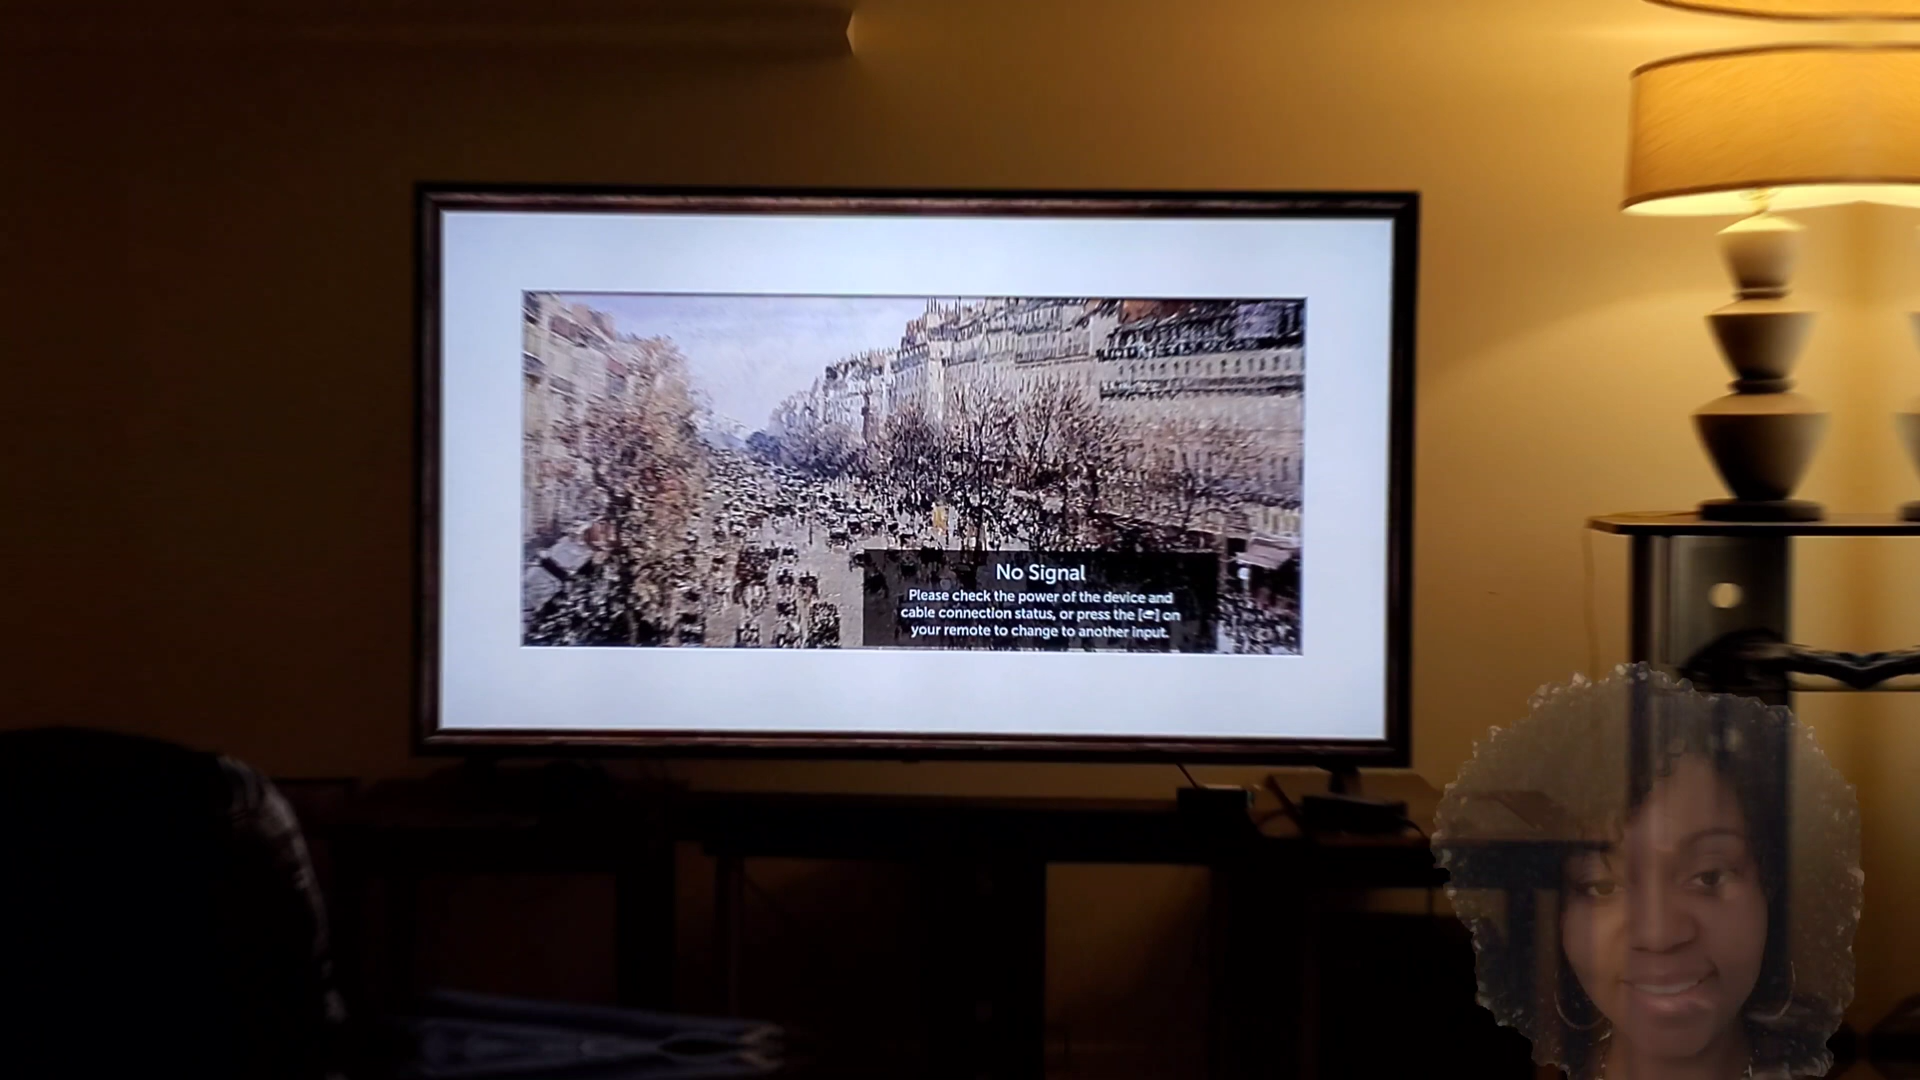 No Signal
Please check the power of the device and
cable connection status, or press the [⏏] on
your remote to change to another input.